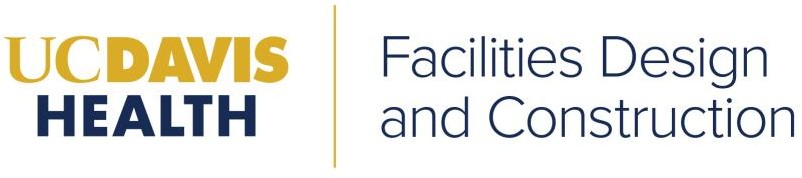 UCDAVIS
HEALTH
Facilities Design
and Construction